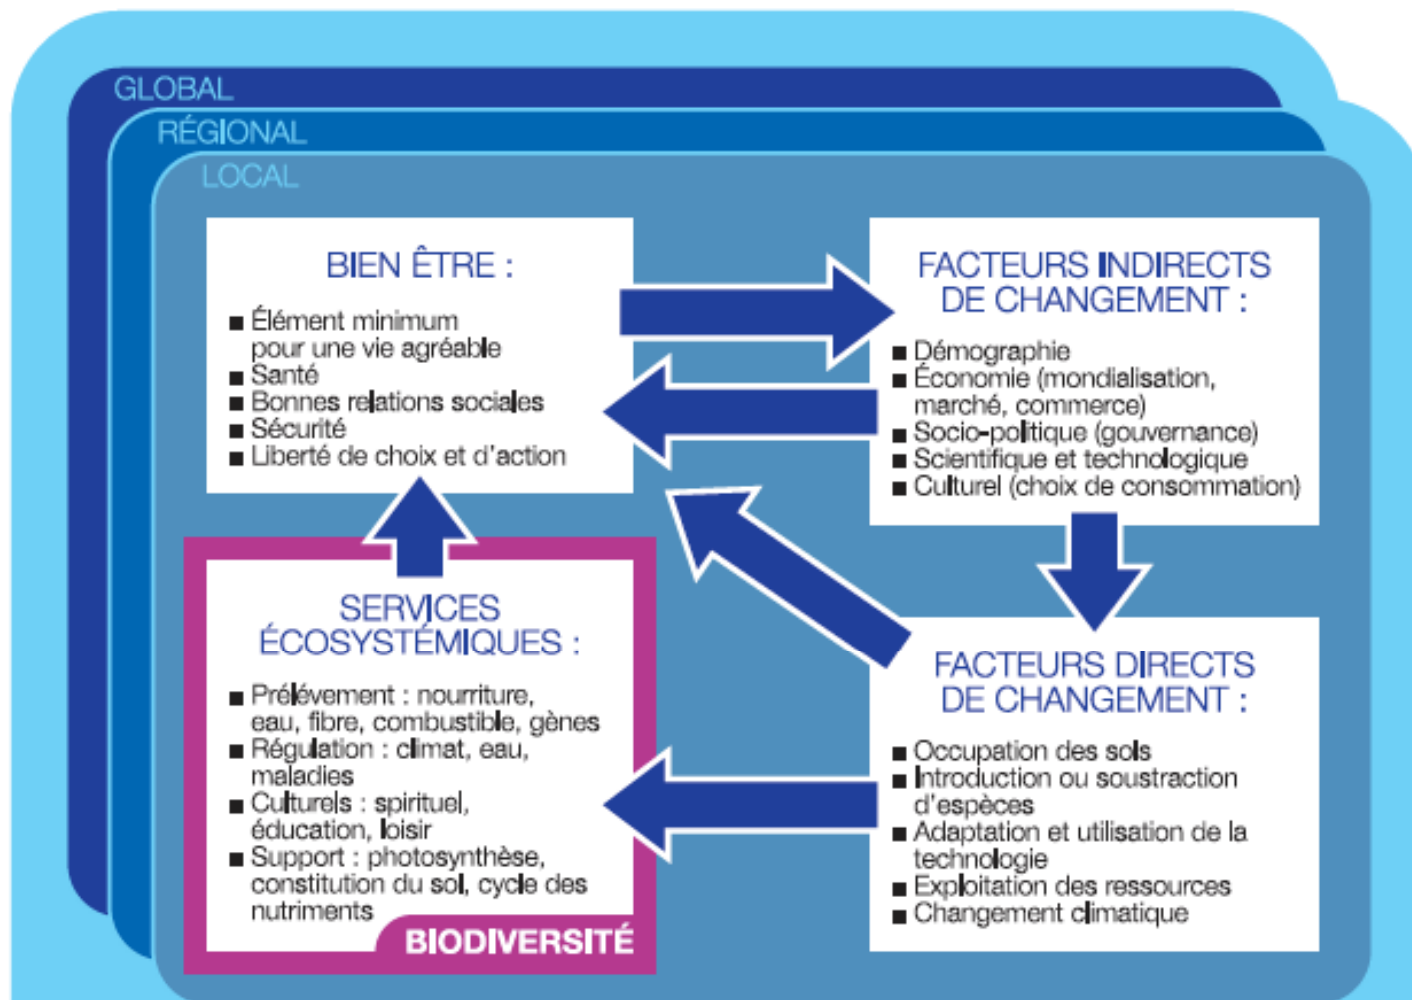 GLOBAL
RÉGIONAL
LOCAL
BIEN ÊTRE :
■ Élément minimum
pour une vie agréable
■ Santé
■ Bonnes relations sociales
■ Sécurité
■ Liberté de choix et d'action
FACTEURS INDIRECTS
DE CHANGEMENT :
■ Démographie
■ Économie (mondialisation,
marché, commerce)
■ Socio-politique (gouvernance)
■ Scientifique et technologique
■ Culturel (choix de consommation)
SERVICES
ÉCOSYSTÉMIQUES :
■ Prélévement : nourriture,
eau, fibre, combustible, gènes
■ Régulation : climat, eau,
maladies
■ Culturels : spirituel,
éducation, loisir
■ Support : photosynthèse,
constitution du sol, cycle des
nutriments
BIODIVERSITÉ
FACTEURS DIRECTS
DE CHANGEMENT :
■ Occupation des sols
■ Introduction ou soustraction
d'espèces
■ Adaptation et utilisation de la
technologie
■ Exploitation des ressources
■ Changement climatique